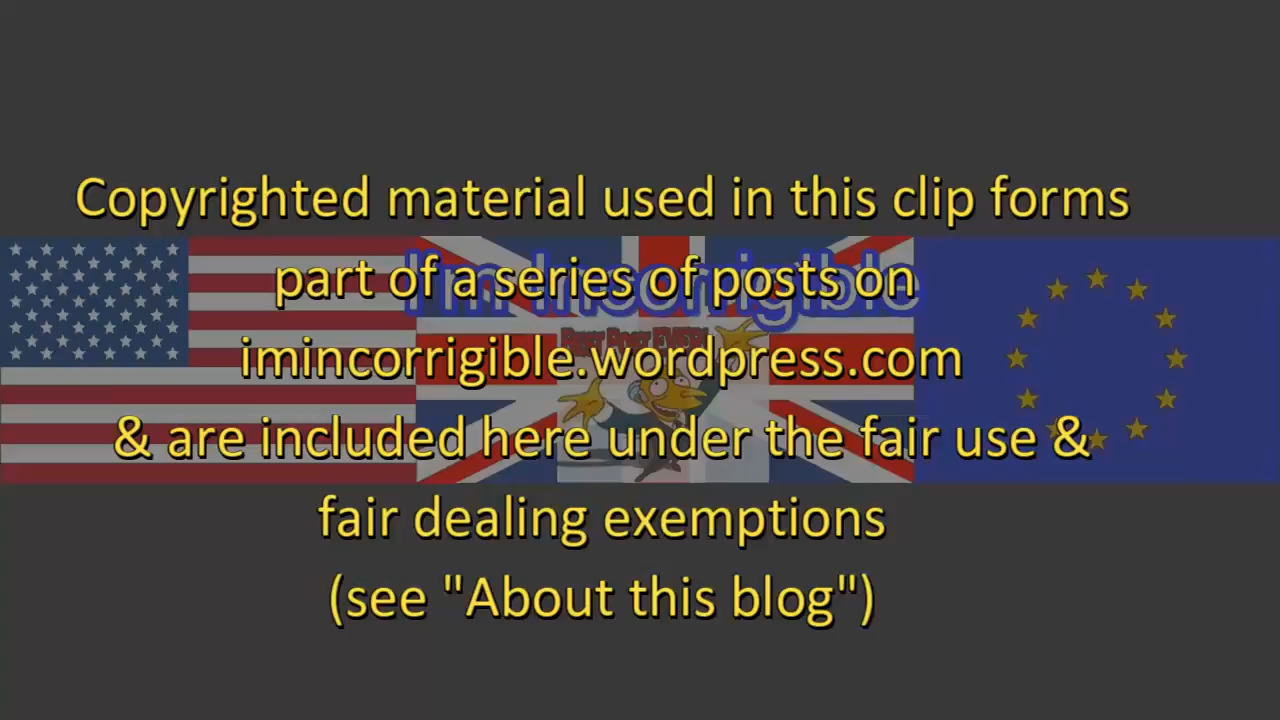 Copyrighted material used in this clip forms
part of a series of posts on
I'm Incorrigible
imincorrigible.wordpress.com
& are included here under the fair use &
fair dealing exemptions
(see "About this blog")